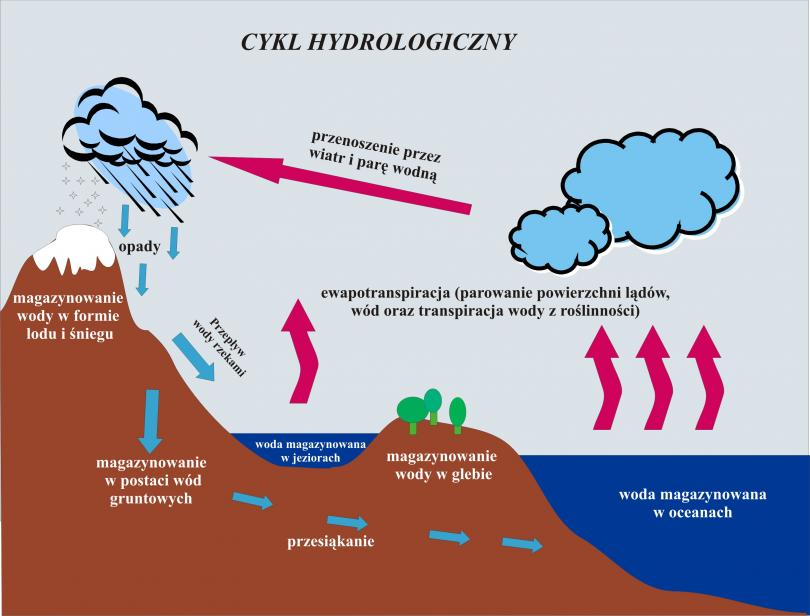 CYKL HYDROLOGICZNY
przenoszenie przez
wiatr i parę wodną
opady
magazynowanie
wody w formie
lodu i śniegu
Przepływ
wody rzekami
ewapotranspiracja (parowanie powierzchni lądów,
wód oraz transpiracja wody z roślinności)
woda magazynowana
w jeziorach
magazynowanie
wody w glebie
magazynowanie
w postaci wód
gruntowych
woda magazynowana
w oceanach
przesiąkanie